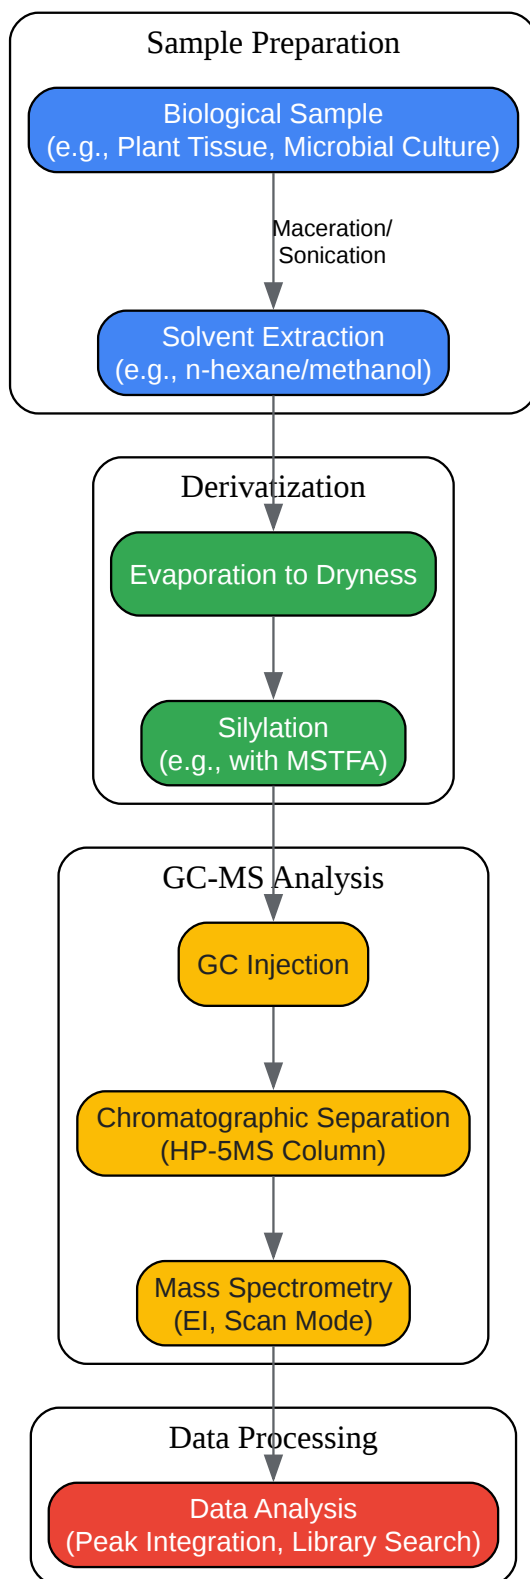 Sample Preparation
Biological Sample
(e.g., Plant Tissue, Microbial Culture)
Maceration/
Sonication
Solvent Extraction
(e.g., n-hexane/methanol)
Derivatization
Evaporation to Dryness
Silylation
(e.g., with MSTFA)
GC-MS Analysis
GC Injection
Chromatographic Separation
(HP-5MS Column)
Mass Spectrometry
(EI, Scan Mode)
Data Processing
Data Analysis
(Peak Integration, Library Search)